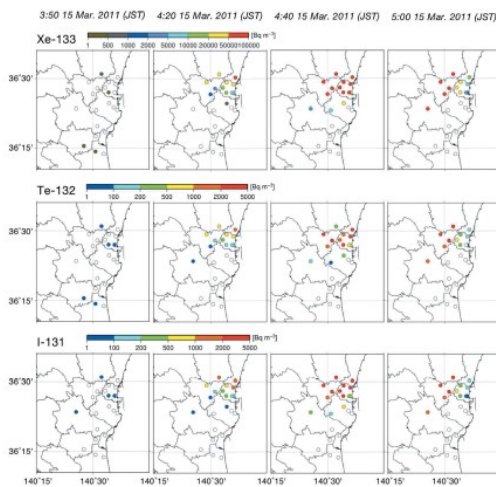 3:50 15 Mar. 2011 (JST) 4:20 15 Mar. 2011 (JST) 4:40 15 Mar. 2011 (JST) 5:00 15 Mar. 2011 (JST)
Xe-133 [Bq m⁻³]
1 500 1000 2000 5000 10000 20000 50000 100000
36˚30'
36˚15'
Te-132 [Bq m⁻³]
1 100 200 500 1000 2000 5000
36˚30'
36˚15'
I-131 [Bq m⁻³]
1 100 200 500 1000 2000 5000
36˚30'
36˚15'
140˚15' 140˚30' 140˚30' 140˚30' 140˚30'